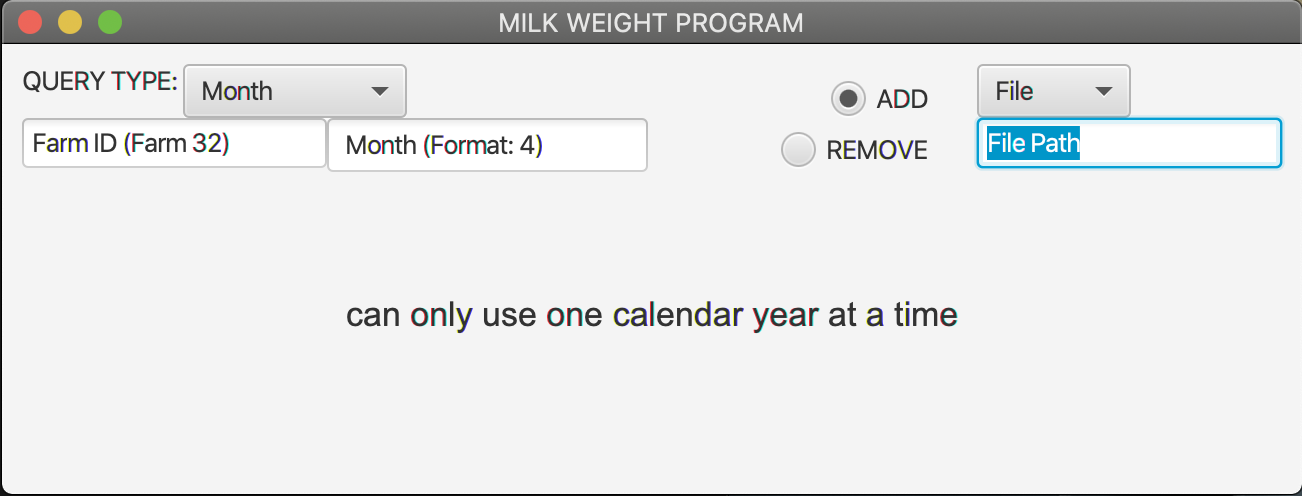 MILK WEIGHT PROGRAM
QUERY TYPE: Month
ADD
File
Farm ID (Farm 32)
Month (Format: 4)
REMOVE
File Path
can only use one calendar year at a time